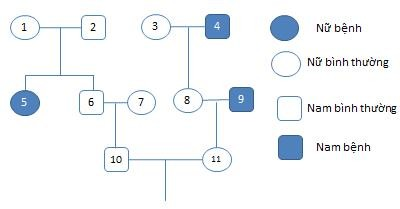 1 2 3 4
Nữ bệnh
Nữ bình thường
5 6 7 8 9
Nam bình thường
Nam bệnh
10 11